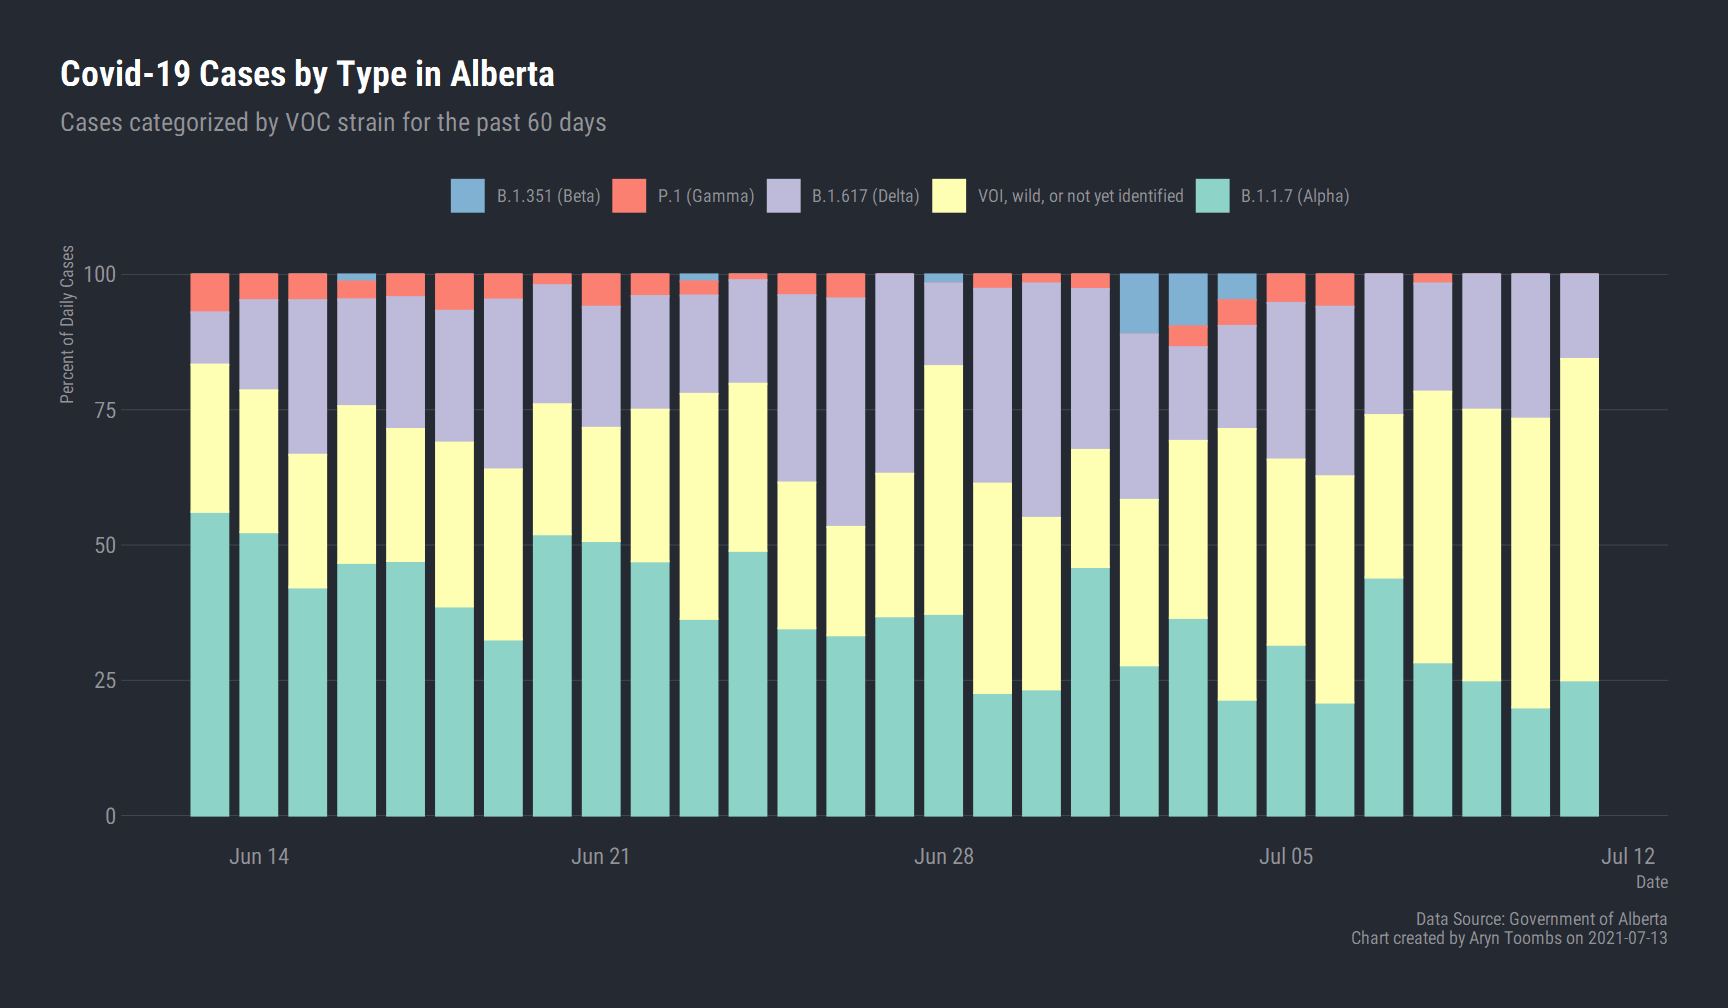 Covid-19 Cases by Type in Alberta
Cases categorized by VOC strain for the past 60 days
B.1.351 (Beta)
P.1 (Gamma)
B.1.617 (Delta)
VOI, wild, or not yet identified
B.1.1.7 (Alpha)
Percent of Daily Cases
100
75
50
25
0
Jun 14
Jun 21
Jun 28
Jul 05
Jul 12
Date
Data Source: Government of Alberta
Chart created by Aryn Toombs on 2021-07-13